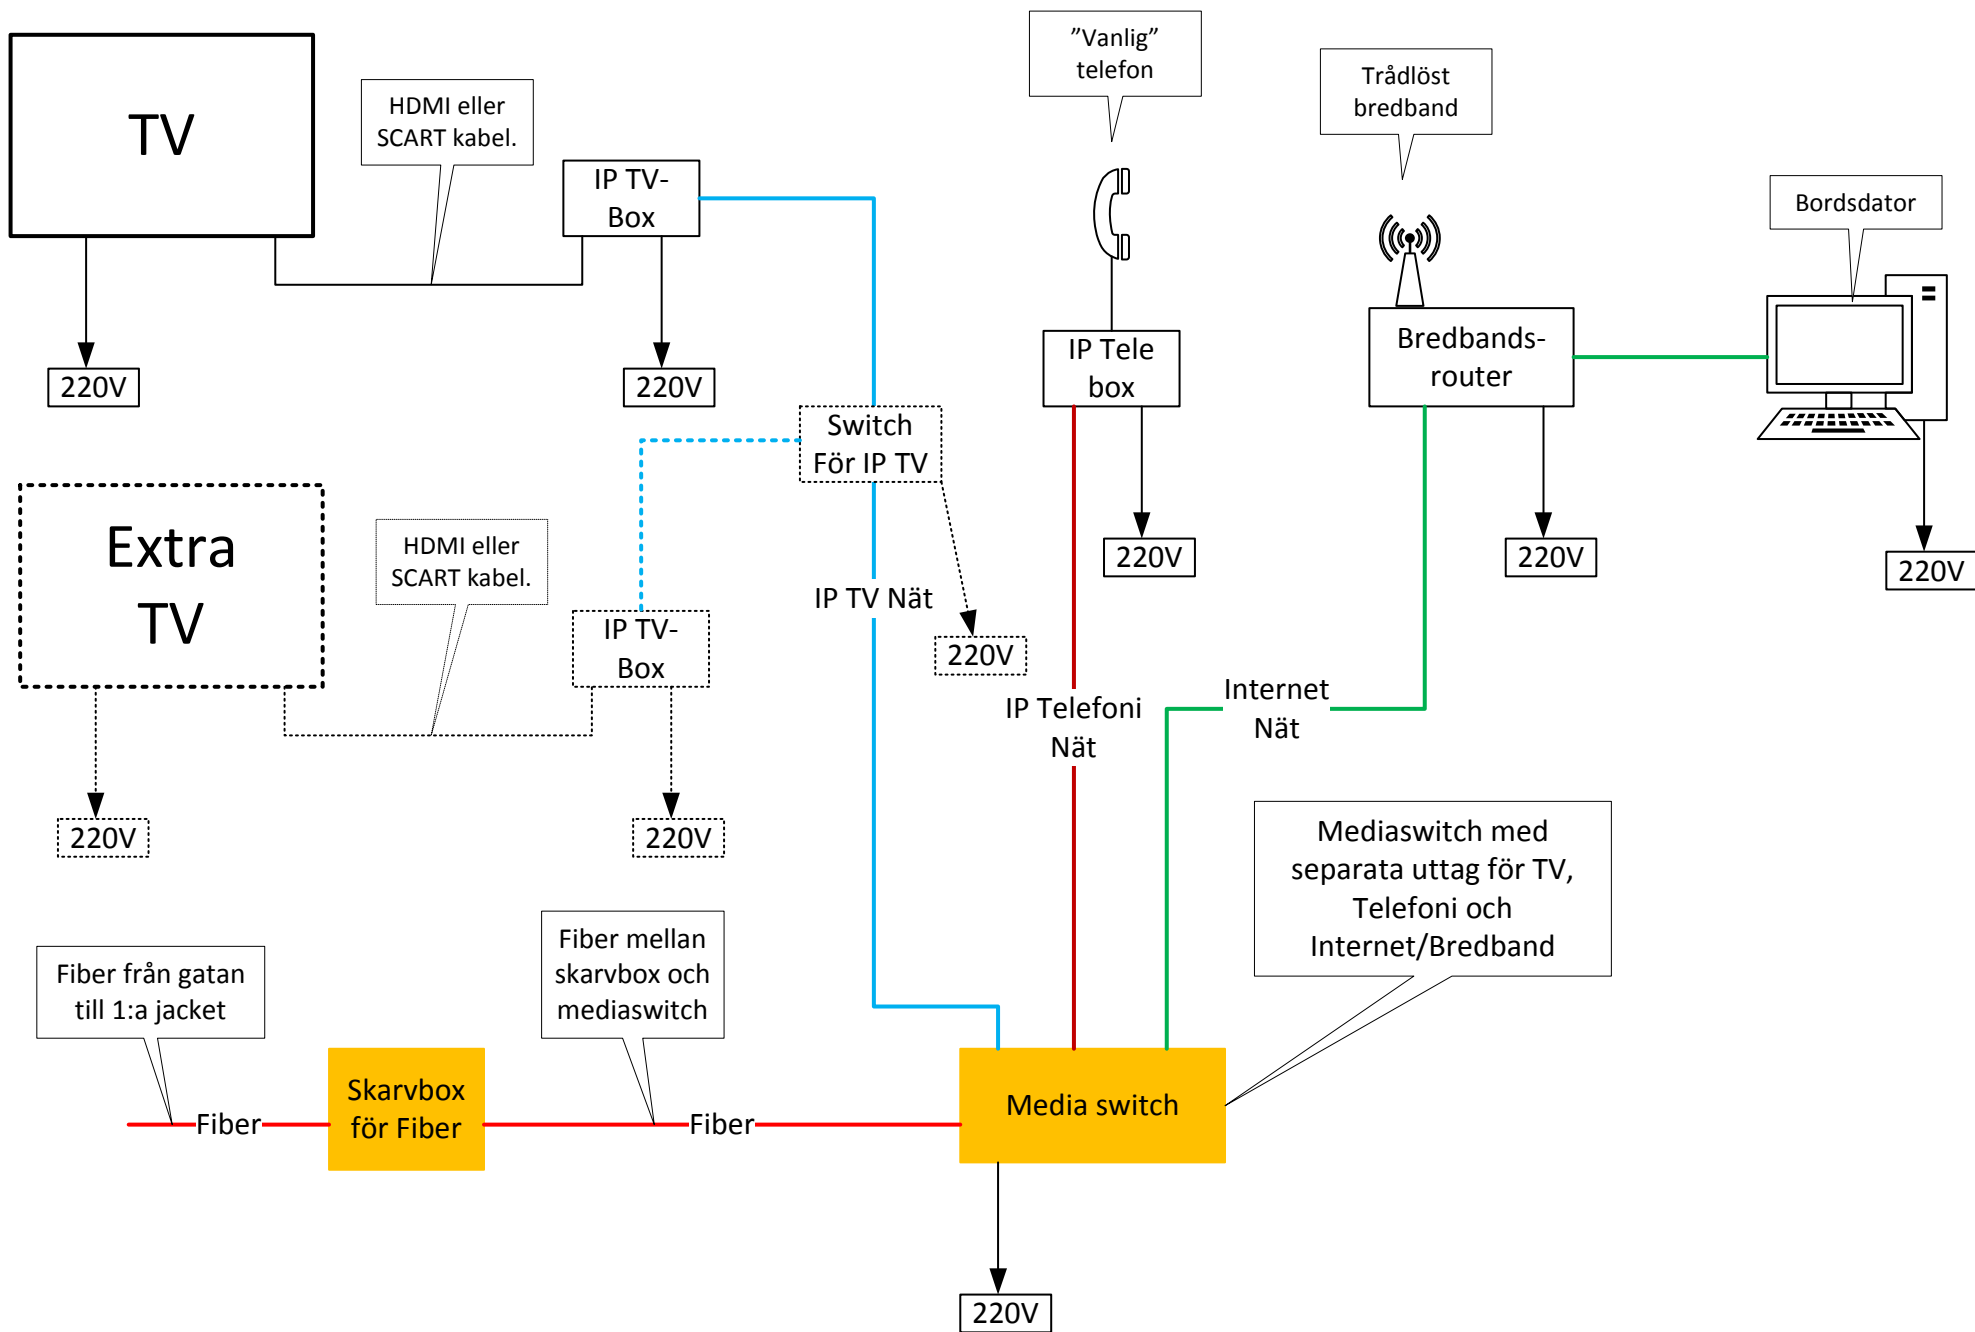 TV
HDMI eller
SCART kabel.
IP TV-
Box
220V
220V
”Vanlig”
telefon
Trådlöst
bredband
Bordsdator
IP Tele
box
Bredbands-
router
220V
220V
220V
Switch
För IP TV
220V
Extra
TV
HDMI eller
SCART kabel.
IP TV-
Box
220V
220V
IP TV Nät
IP Telefoni
Nät
Internet
Nät
Mediaswitch med
separata uttag för TV,
Telefoni och
Internet/Bredband
Fiber från gatan
till 1:a jacket
Fiber mellan
skarvbox och
mediaswitch
Fiber
Skarvbox
för Fiber
Fiber
Media switch
220V